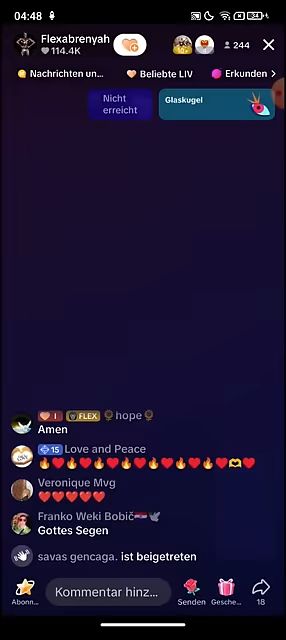 04:48
Flexabrenyah
114.4K
244
Nachrichten un...
Beliebte LIV
Erkunden
Nicht
erreicht
Glaskugel
I FLEX hope
Amen
15 Love and Peace
Veronique Mvg
Franko Weki Bobič
Gottes Segen
savas gencaga. ist beigetreten
Abonn...
Kommentar hinz...
Senden
Gesche...
18